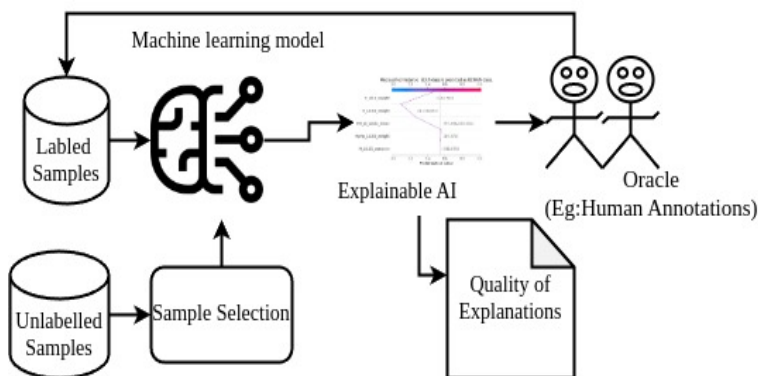 Machine learning model
Labled
Samples
Explainable AI
Oracle
(Eg:Human Annotations)
Unlabelled
Samples
Sample Selection
Quality of
Explanations